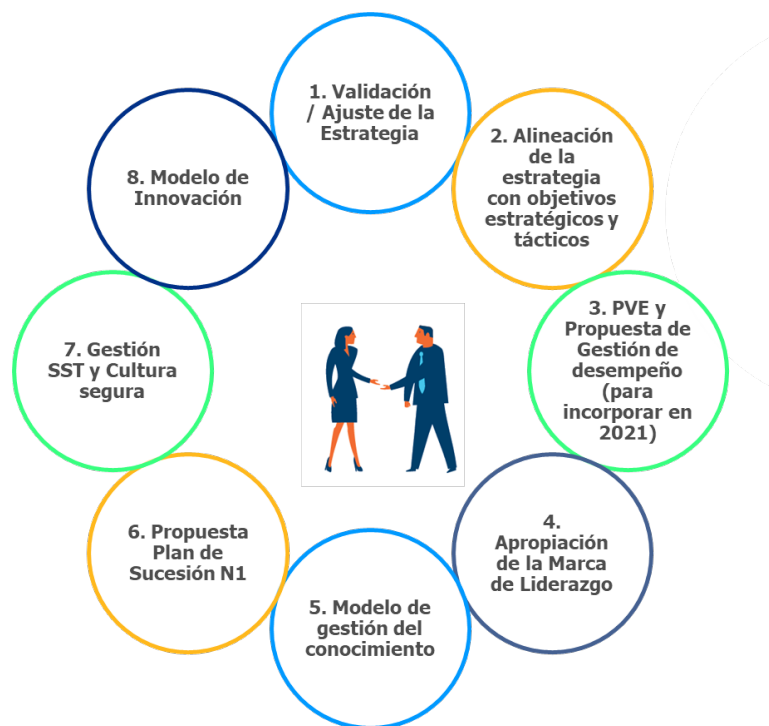 1. Validación
/ Ajuste de la
Estrategia
2. Alineación
de la
estrategia
con objetivos
estratégicos y
tácticos
3. PVE y
Propuesta de
Gestión de
desempeño
(para
incorporar en
2021)
4.
Apropiación
de la Marca
de Liderazgo
5. Modelo de
gestión del
conocimiento
6. Propuesta
Plan de
Sucesión N1
7. Gestión
SST y Cultura
segura
8. Modelo de
Innovación